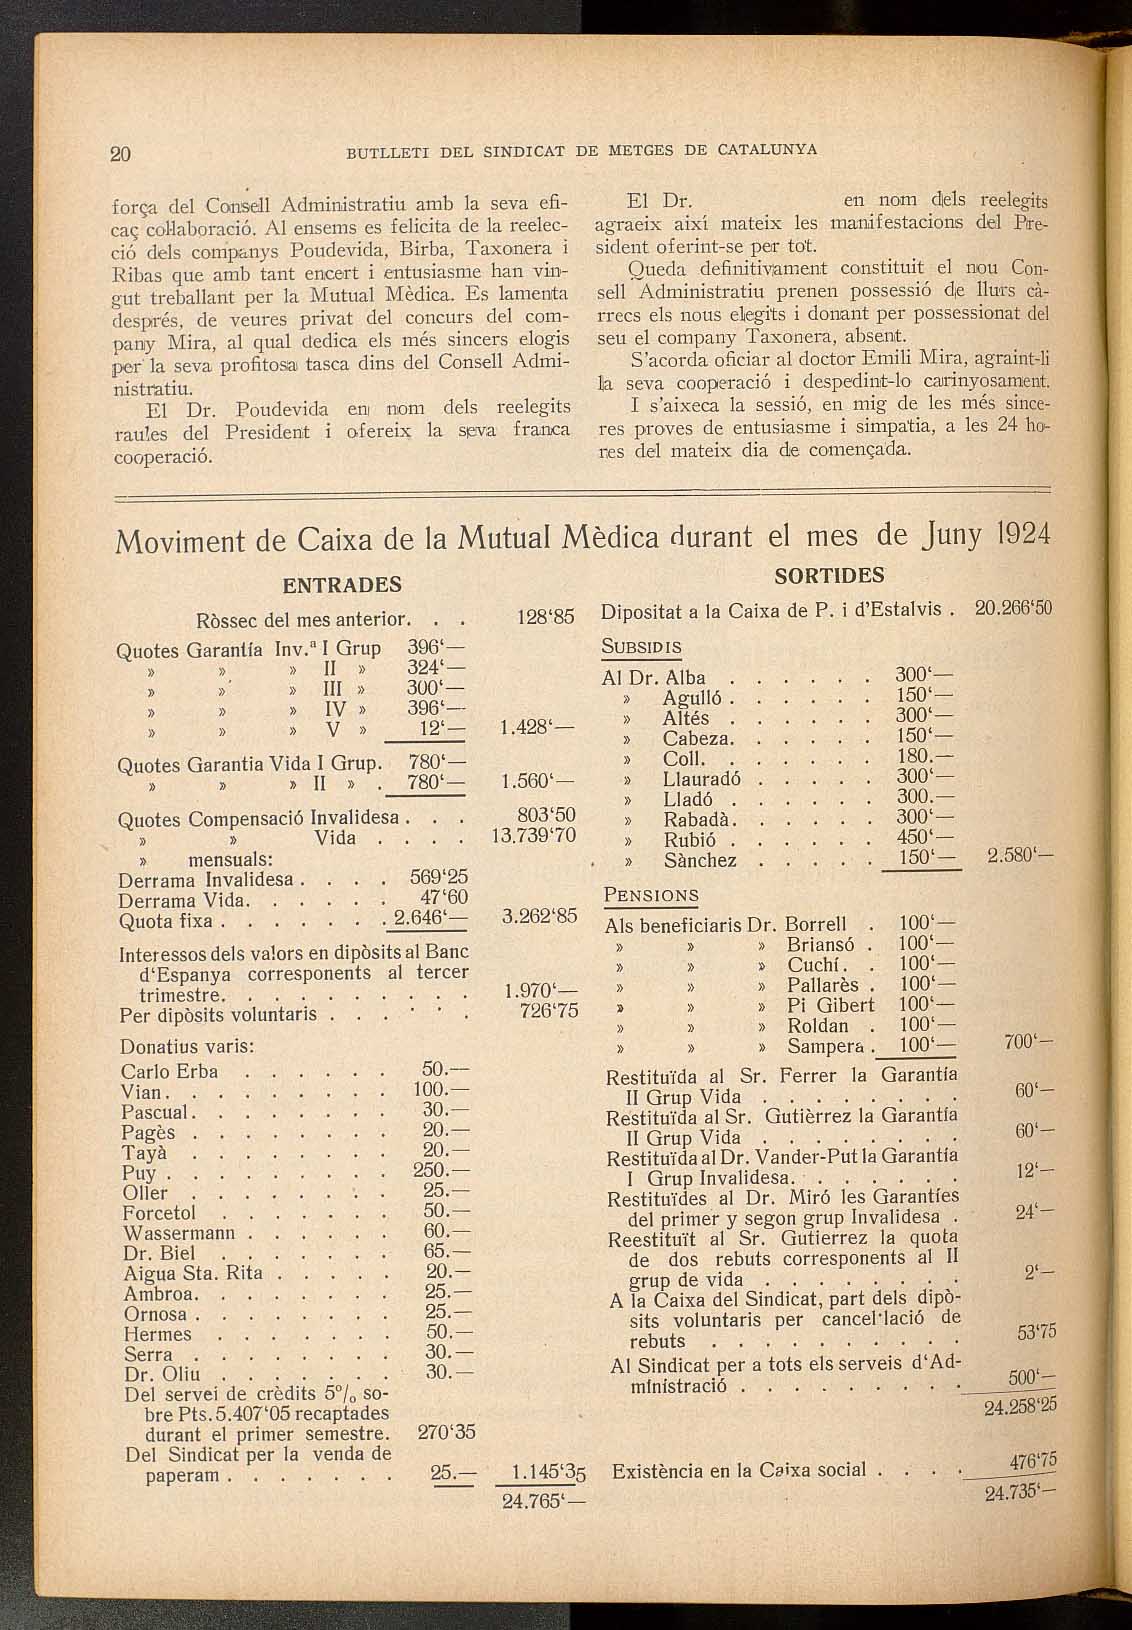 20
BUTLLETI DEL SINDICAT DE METGES DE CATALUNYA
força del Consell Administratiu amb la seva efi-
caç col·laboració. Al ensems es felicita de la reelec-
ció dels companys Poudevida, Birba, Taxonera i
Ribas que amb tant encert i entusiasme han vin-
gut treballant per la Mutual Mèdica. Es lamenta
després, de veures privat del concurs del com-
pany Mira, al qual dedica els més sincers elogis
per la seva profitosa tasca dins del Consell Admi-
nistratiu.
El Dr. Poudevida en nom dels reelegits
raules del President i ofereix la seva franca
cooperació.
El Dr. en nom dels reelegits
agraeix així mateix les manifestacions del Pre-
sident oferint-se per tot.
Queda definitivament constituit el nou Con-
sell Administratiu prenen possessió de llurs cà-
rrecs els nous elegits i donant per possessionat del
seu el company Taxonera, absent.
S'acorda oficiar al doctor Emili Mira, agraint-li
la seva cooperació i despedint-lo carinyosament.
I s'aixeca la sessió, en mig de les més since-
res proves de entusiasme i simpatia, a les 24 ho-
res del mateix dia de començada.
Moviment de Caixa de la Mutual Mèdica durant el mes de Juny 1924
ENTRADES
Ròssec del mes anterior. . . 128‘85
Quotes Garantía Inv.ª I Grup 396‘—
» » » II » 324‘—
» » » III » 300‘—
» » » IV » 396‘—
» » » V » 12‘— 1.428‘—
Quotes Garantia Vida I Grup. 780‘—
» » » II » . 780‘— 1.560‘—
Quotes Compensació Invalidesa . . . 803‘50
» » Vida . . . . 13.739‘70
» mensuals:
Derrama Invalidesa . . . . 569‘25
Derrama Vida. . . . . . 47‘60
Quota fixa . . . . . . . 2.646‘— 3.262‘85
Interessos dels valors en dipòsits al Banc
d‘Espanya corresponents al tercer
trimestre. . . . . . . . . . 1.970‘—
Per dipòsits voluntaris . . . . . . 726‘75
Donatius varis:
Carlo Erba . . . . . . 50.—
Vian. . . . . . . . . 100.—
Pascual. . . . . . . . 30.—
Pagès . . . . . . . . 20.—
Tayà . . . . . . . . 20.—
Puy . . . . . . . . . 250.—
Oller . . . . . . . . 25.—
Forcetol . . . . . . . 50.—
Wassermann . . . . . . 60.—
Dr. Biel . . . . . . . 65.—
Aigua Sta. Rita . . . . . 20.—
Ambroa. . . . . . . . 25.—
Ornosa . . . . . . . . 25.—
Hermes . . . . . . . 50.—
Serra . . . . . . . . 30.—
Dr. Oliu . . . . . . . 30.—
Del servei de crèdits 5% so-
bre Pts. 5.407‘05 recaptades
durant el primer semestre. 270‘35
Del Sindicat per la venda de
paperam . . . . . . . 25.— 1.145‘35
24.765‘—
SORTIDES
Dipositat a la Caixa de P. i d’Estalvis . 20.266‘50
SUBSIDIS
Al Dr. Alba . . . . . . 300‘—
» Agulló . . . . . . 150‘—
» Altés . . . . . . 300‘—
» Cabeza. . . . . . 150‘—
» Coll. . . . . . . 180.—
» Llauradó . . . . . 300‘—
» Lladó . . . . . . 300.—
» Rabadà. . . . . . 300‘—
» Rubió . . . . . . 450‘—
» Sànchez . . . . . 150‘— 2.580‘—
PENSIONS
Als beneficiaris Dr. Borrell . 100‘—
» » » Briansó . 100‘—
» » » Cuchí. . 100‘—
» » » Pallarès . 100‘—
» » » Pi Gibert 100‘—
» » » Roldan . 100‘—
» » » Sampera . 100‘— 700‘—
Restituïda al Sr. Ferrer la Garantía
II Grup Vida . . . . . . . . 60‘—
Restituïda al Sr. Gutièrrez la Garantía
II Grup Vida . . . . . . . . 60‘—
Restituïda al Dr. Vander-Put la Garantía
I Grup Invalidesa. . . . . . . 12‘—
Restituïdes al Dr. Miró les Garantíes
del primer y segon grup Invalidesa . 24‘—
Reestituït al Sr. Gutierrez la quota
de dos rebuts corresponents al II
grup de vida . . . . . . . . 2‘—
A la Caixa del Sindicat, part dels dipò-
sits voluntaris per cancel·lació de
rebuts . . . . . . . . . . 53‘75
Al Sindicat per a tots els serveis d‘Ad-
ministració . . . . . . . . . 500‘—
24.258‘25
Existència en la Caixa social . . . . 476‘75
24.735‘—